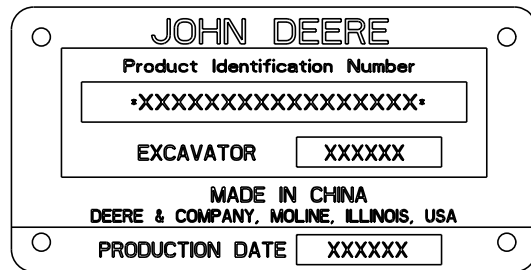 JOHN DEERE
Product Identification Number
*XXXXXXXXXXXXXXXXX*
EXCAVATOR XXXXXX
MADE IN CHINA
DEERE & COMPANY, MOLINE, ILLINOIS, USA
PRODUCTION DATE XXXXXX